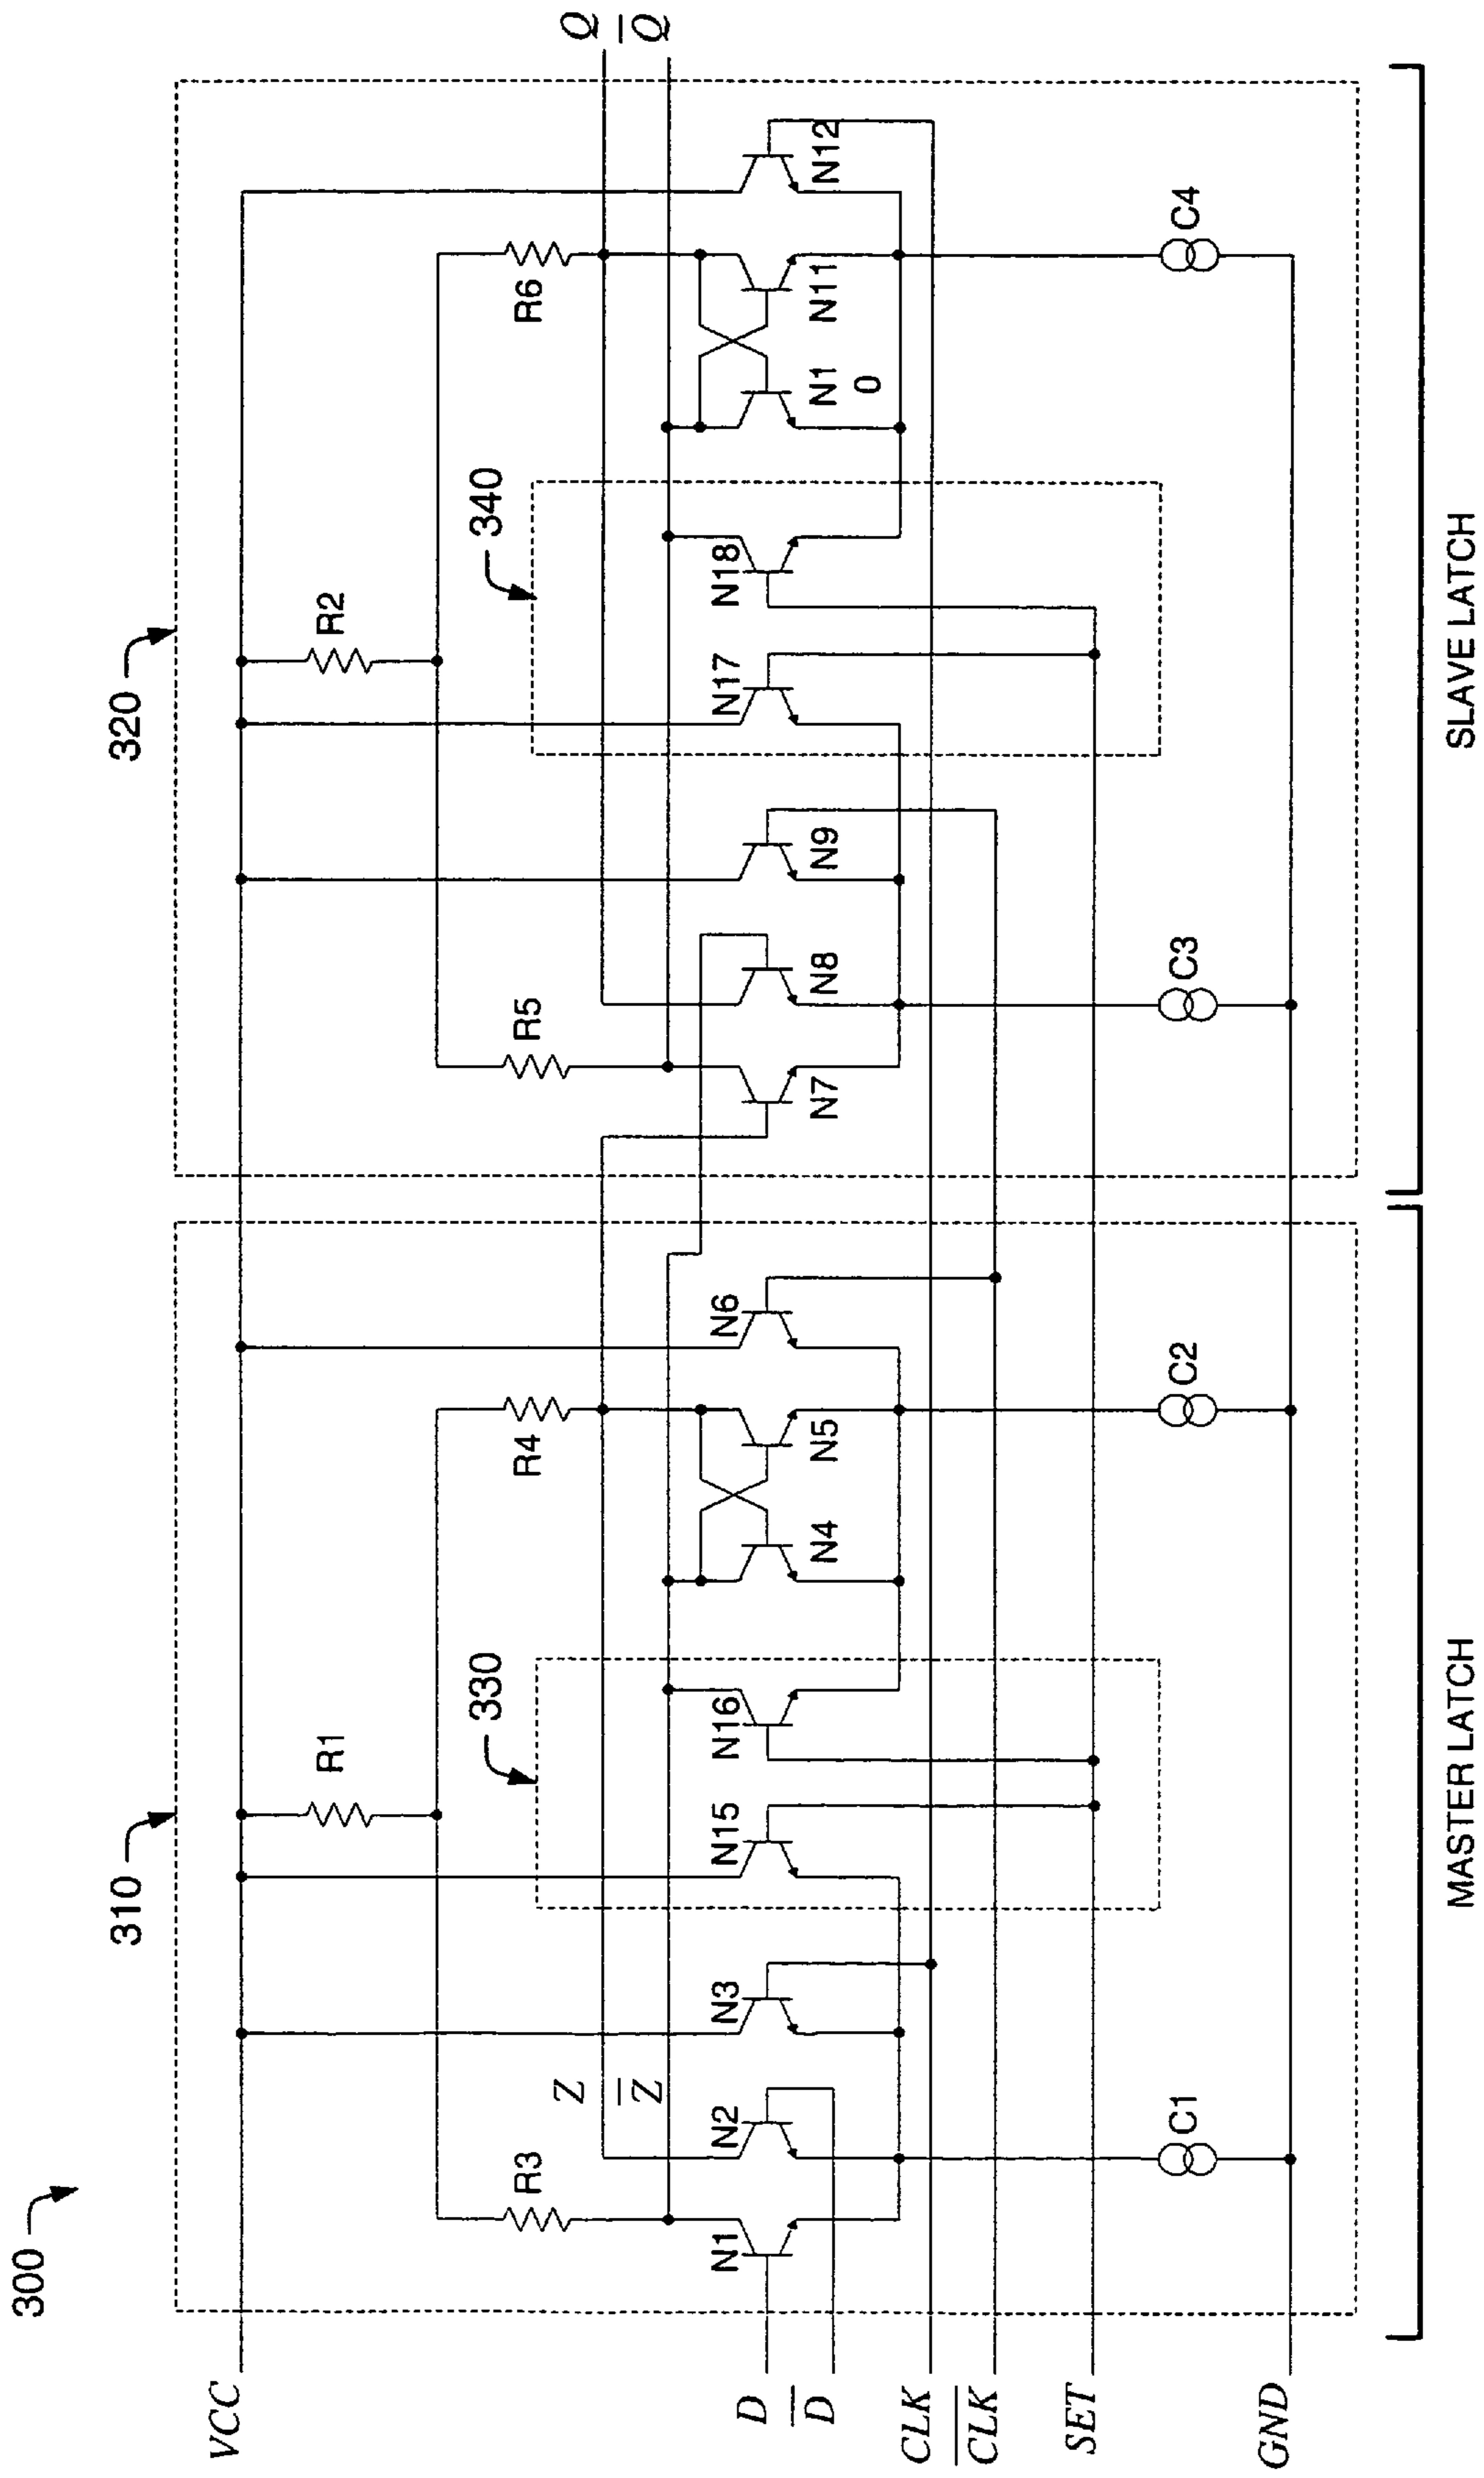 300
310
320
VCC
R1
R2
R3
R4
R5
R6
330
340
Z
Z̅
Q
Q̅
N1
N2
N3
N15
N16
N4
N5
N6
N7
N8
N9
N17
N18
N1
0
N11
N12
D
D̅
CLK
C̅L̅K̅
SET
GND
C1
C2
C3
C4
MASTER LATCH
SLAVE LATCH